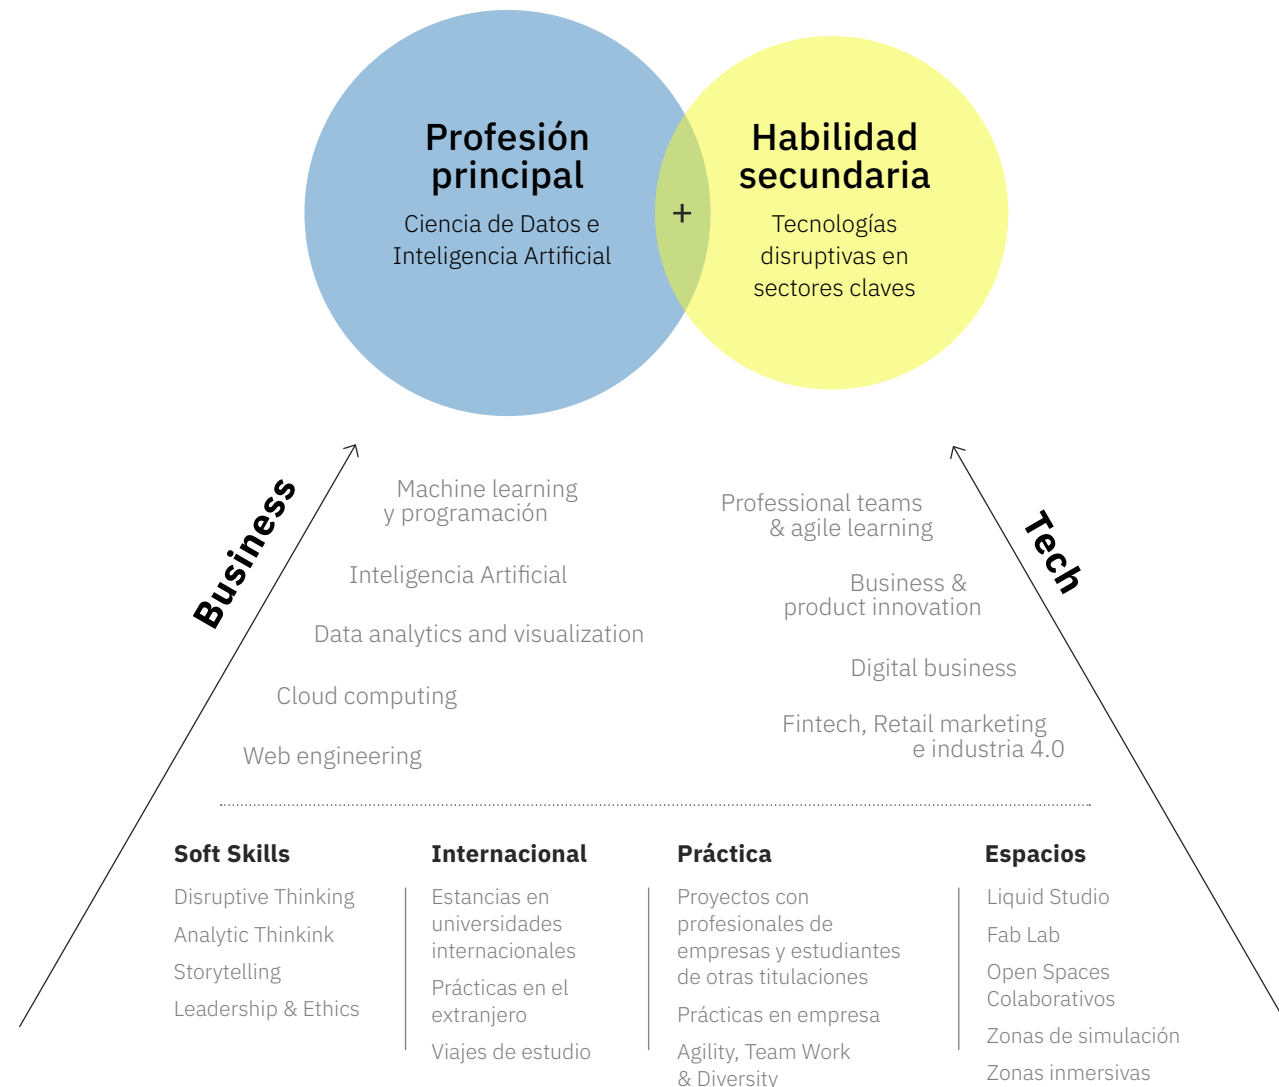 Profesión
principal
Ciencia de Datos e
Inteligencia Artificial
+
Habilidad
secundaria
Tecnologías
disruptivas en
sectores claves
Business
Machine learning
y programación
Inteligencia Artificial
Data analytics and visualization
Cloud computing
Web engineering
Tech
Professional teams
& agile learning
Business &
product innovation
Digital business
Fintech, Retail marketing
e industria 4.0
Soft Skills
Disruptive Thinking
Analytic Thinkink
Storytelling
Leadership & Ethics
Internacional
Estancias en
universidades
internacionales
Prácticas en el
extranjero
Viajes de estudio
Práctica
Proyectos con
profesionales de
empresas y estudiantes
de otras titulaciones
Prácticas en empresa
Agility, Team Work
& Diversity
Espacios
Liquid Studio
Fab Lab
Open Spaces
Colaborativos
Zonas de simulación
Zonas inmersivas